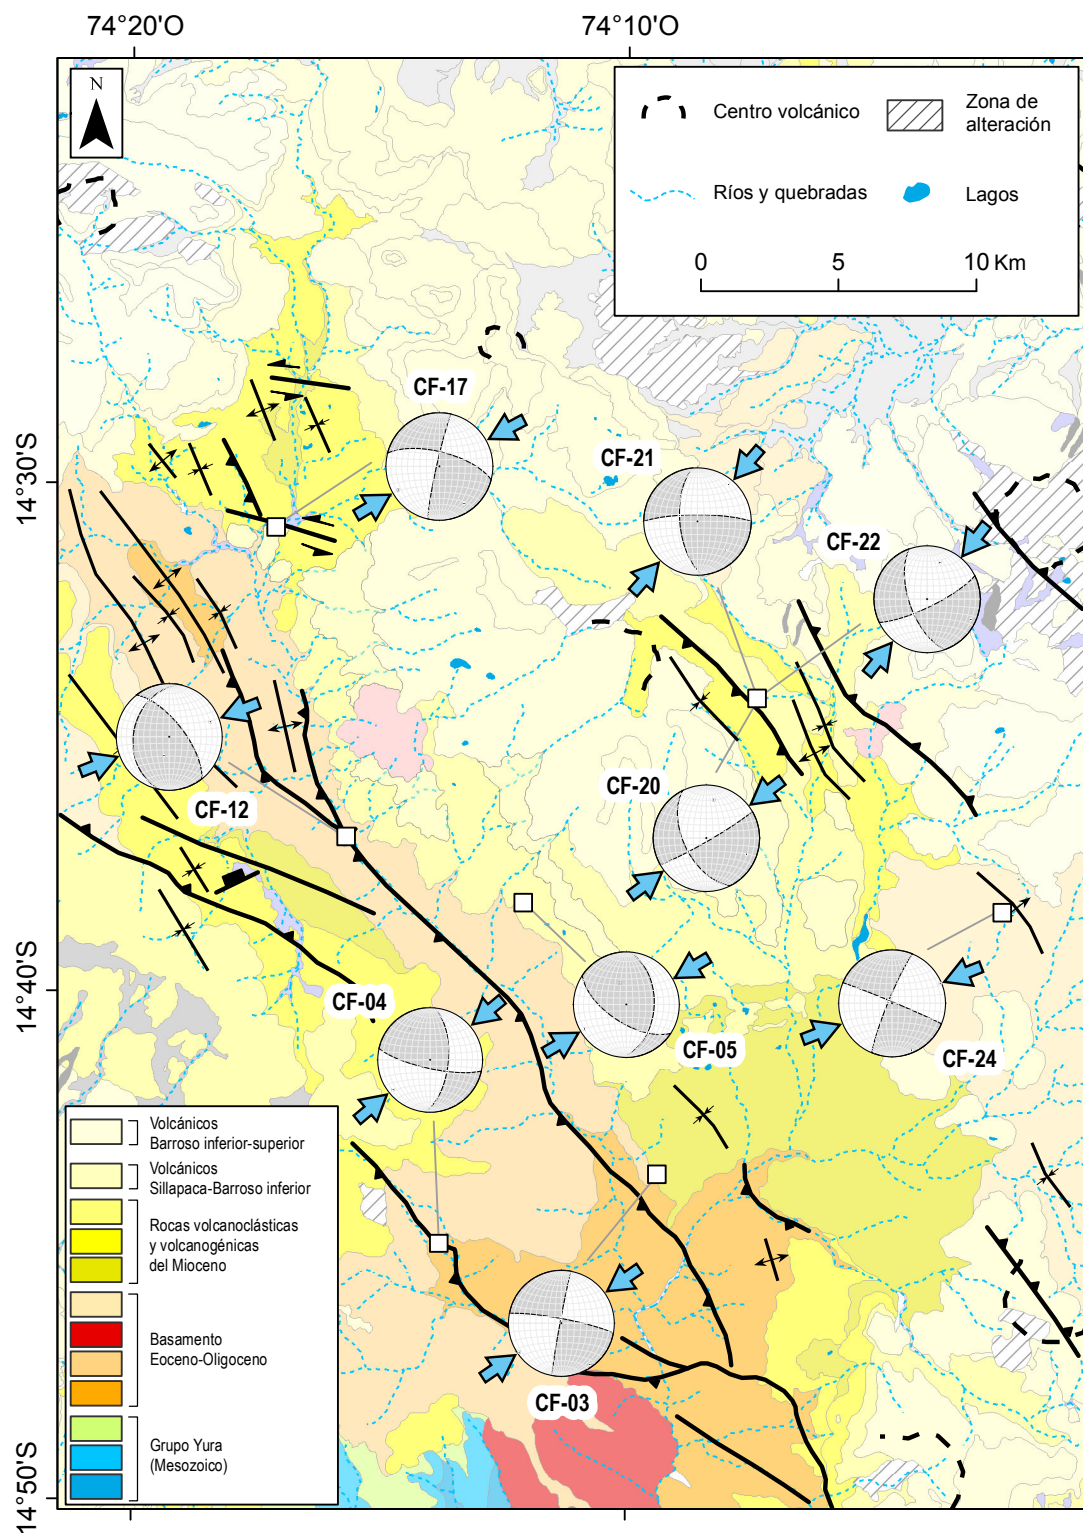 74°20'O
74°10'O
N
Centro volcánico
Zona de
alteración
Ríos y quebradas
Lagos
0
5
10 Km
CF-17
CF-21
14°30'S
CF-22
CF-20
CF-12
14°40'S
CF-04
CF-05
CF-24
Volcánicos
Barroso inferior-superior
Volcánicos
Sillapaca-Barroso inferior
Rocas volcanoclásticas
y volcanogénicas
del Mioceno
Basamento
Eoceno-Oligoceno
CF-03
Grupo Yura
(Mesozoico)
14°50'S